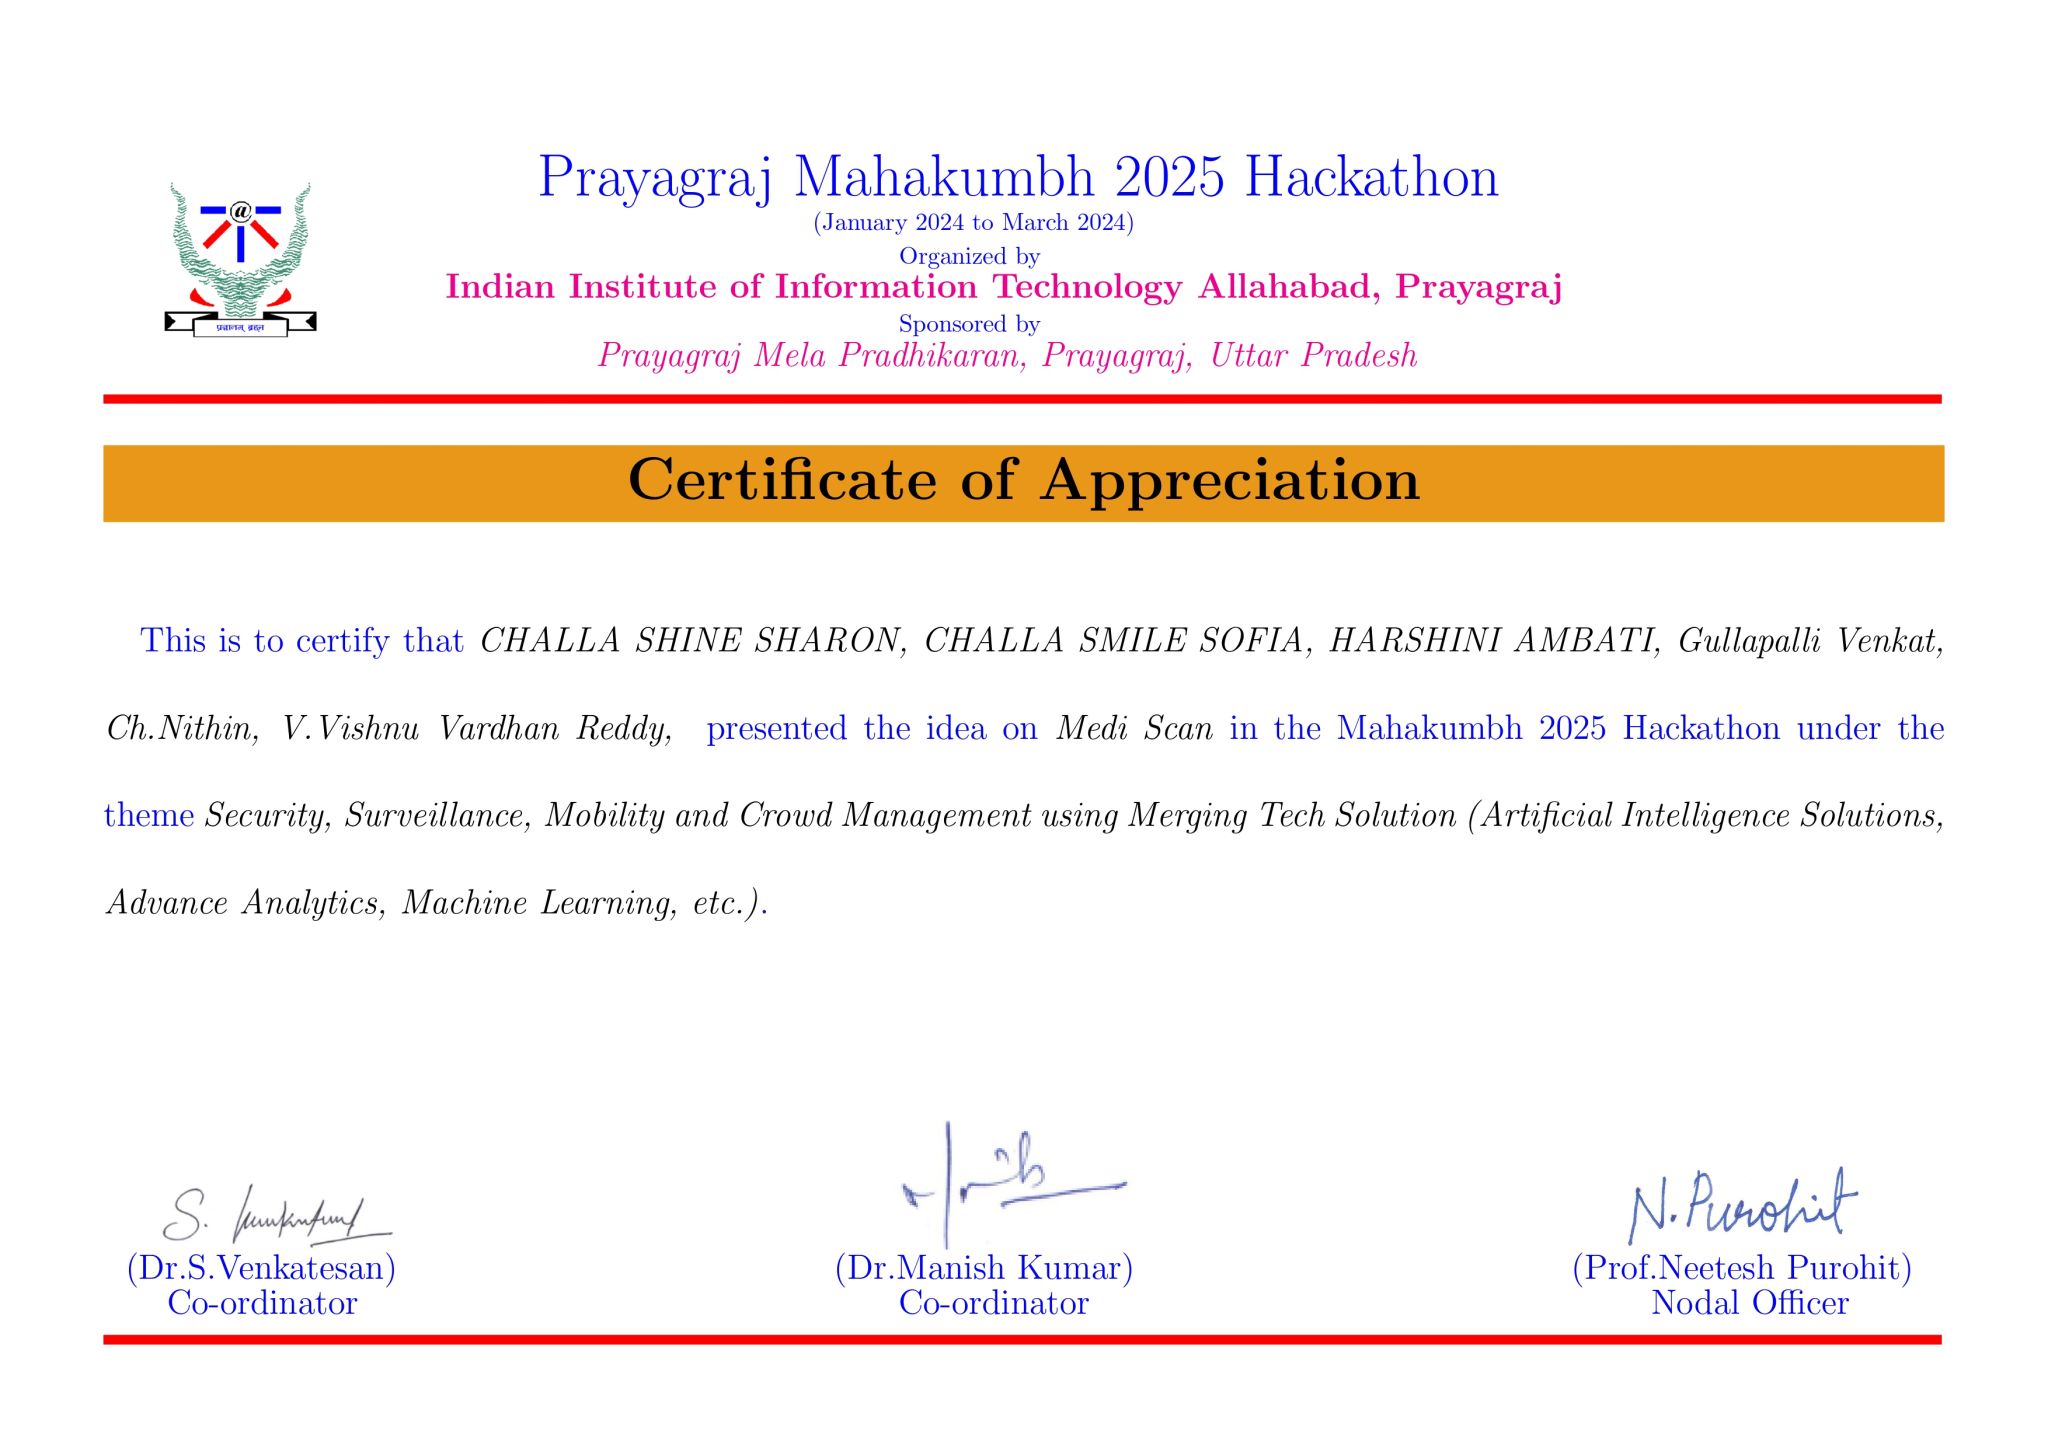 Prayagraj Mahakumbh 2025 Hackathon
(January 2024 to March 2024)
Organized by
Indian Institute of Information Technology Allahabad, Prayagraj
Sponsored by
Prayagraj Mela Pradhikaran, Prayagraj, Uttar Pradesh
@
प्रज्ञानम् ब्रह्म
Certificate of Appreciation
This is to certify that CHALLA SHINE SHARON, CHALLA SMILE SOFIA, HARSHINI AMBATI, Gullapalli Venkat,
Ch.Nithin, V.Vishnu Vardhan Reddy, presented the idea on Medi Scan in the Mahakumbh 2025 Hackathon under the
theme Security, Surveillance, Mobility and Crowd Management using Merging Tech Solution (Artificial Intelligence Solutions,
Advance Analytics, Machine Learning, etc.).
S.
N.Purohit
(Dr.S.Venkatesan)
Co-ordinator
(Dr.Manish Kumar)
Co-ordinator
(Prof.Neetesh Purohit)
Nodal Officer